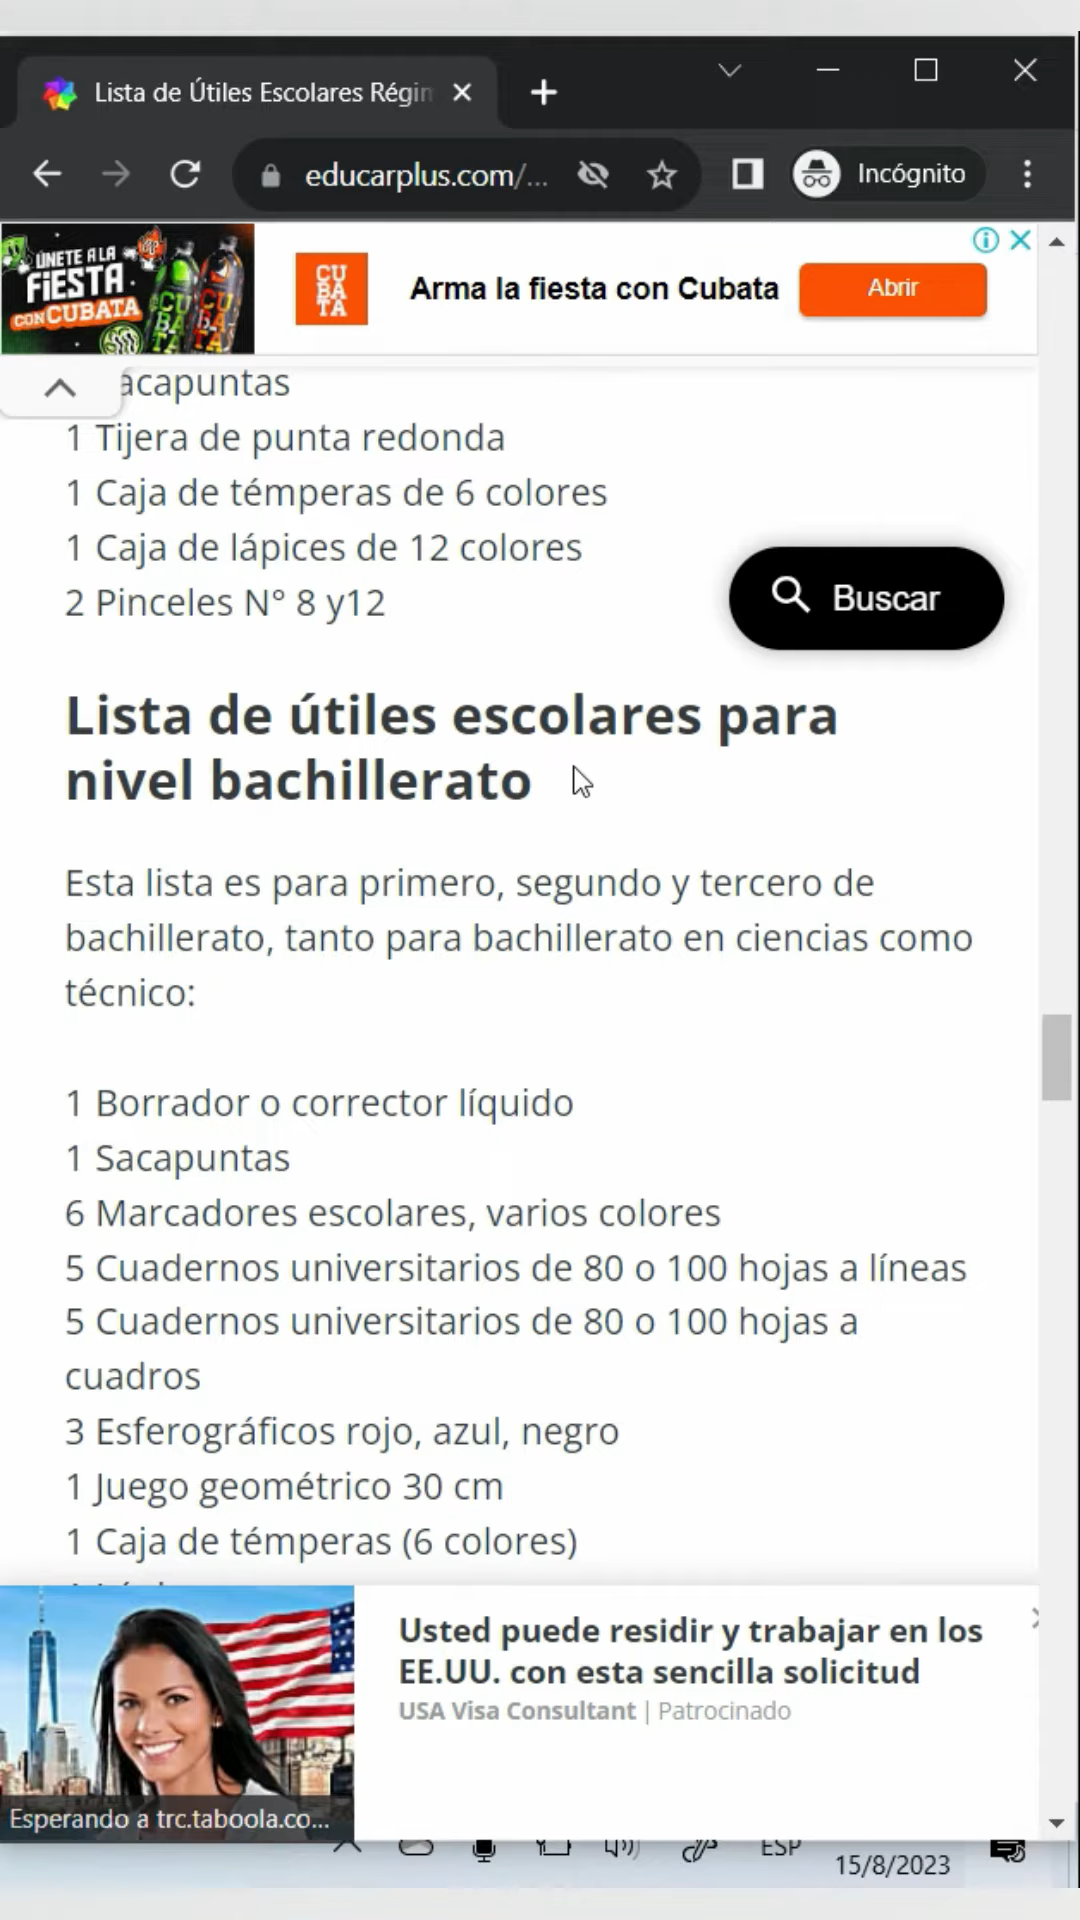 Lista de Útiles Escolares Régin
educarplus.com/...
Incógnito
ÚNETE A LA
FiESTA
CON CUBATA
CU
BA
TA
Arma la fiesta con Cubata
Abrir
acapuntas
1 Tijera de punta redonda
1 Caja de témperas de 6 colores
1 Caja de lápices de 12 colores
2 Pinceles N° 8 y12
Buscar
Lista de útiles escolares para
nivel bachillerato
Esta lista es para primero, segundo y tercero de
bachillerato, tanto para bachillerato en ciencias como
técnico:
1 Borrador o corrector líquido
1 Sacapuntas
6 Marcadores escolares, varios colores
5 Cuadernos universitarios de 80 o 100 hojas a líneas
5 Cuadernos universitarios de 80 o 100 hojas a
cuadros
3 Esferográficos rojo, azul, negro
1 Juego geométrico 30 cm
1 Caja de témperas (6 colores)
Usted puede residir y trabajar en los
EE.UU. con esta sencilla solicitud
USA Visa Consultant | Patrocinado
Esperando a trc.taboola.co...
ESP
15/8/2023